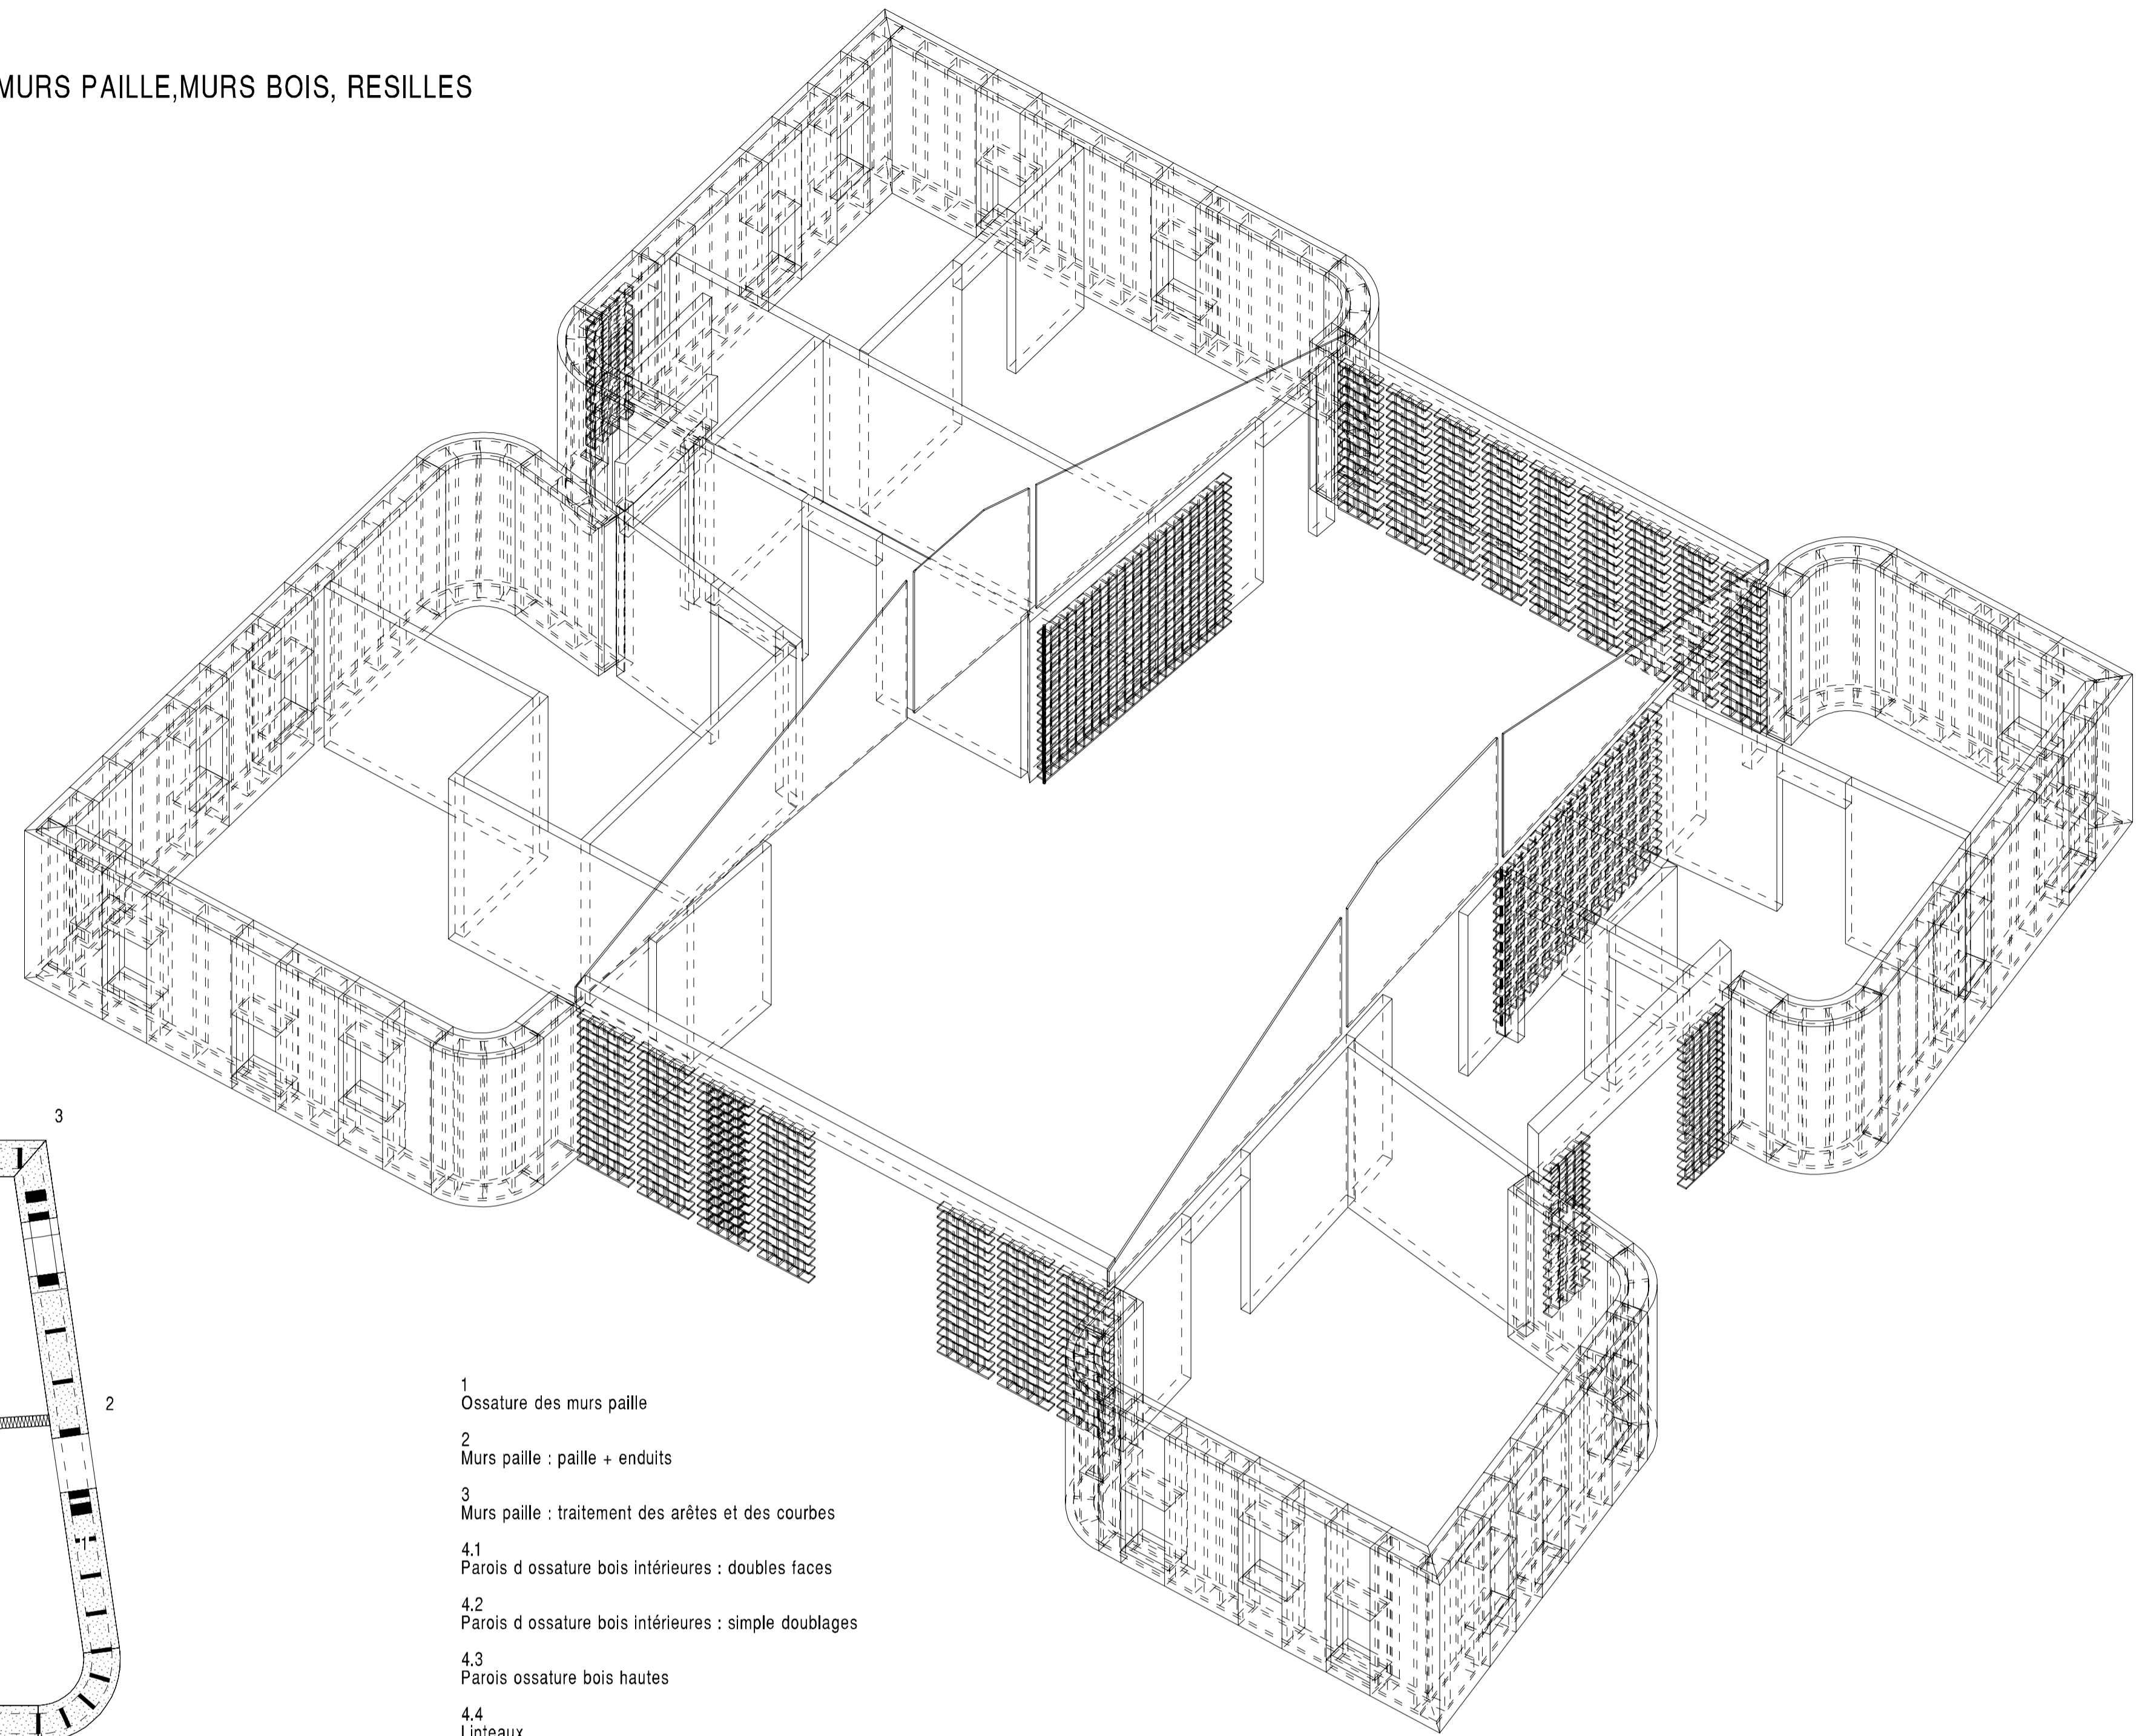 MURS PAILLE,MURS BOIS, RESILLES
3
2
1
1
Ossature des murs paille
2
Murs paille : paille + enduits
3
Murs paille : traitement des arêtes et des courbes
4.1
Parois d ossature bois intérieures : doubles faces
4.2
Parois d ossature bois intérieures : simple doublages
4.3
Parois ossature bois hautes
4.4
Linteaux